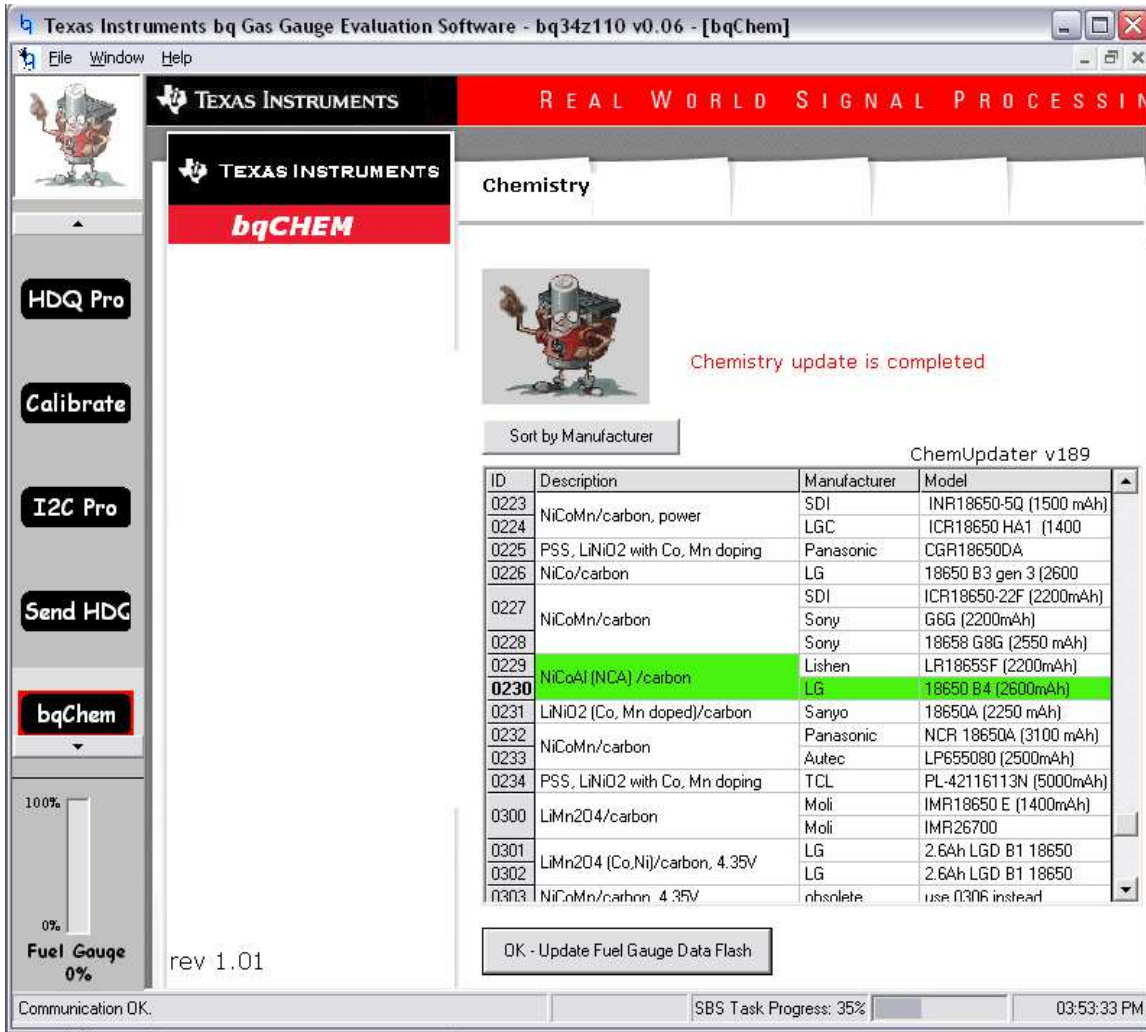 Texas Instruments bq Gas Gauge Evaluation Software - bq34z110 v0.06 - [bqChem]
File Window Help
TEXAS INSTRUMENTS REAL WORLD SIGNAL PROCESSIN
TEXAS INSTRUMENTS
bqCHEM
Chemistry
HDQ Pro
Calibrate
I2C Pro
Send HDG
bqChem
100%
0%
Fuel Gauge
0%
rev 1.01
Chemistry update is completed
Sort by Manufacturer
ChemUpdater v189
ID Description Manufacturer Model
0223 NiCoMn/carbon, power SDI INR18650-5Q (1500 mAh)
0224 LGC ICR18650 HA1 (1400
0225 PSS, LiNiO2 with Co, Mn doping Panasonic CGR18650DA
0226 NiCo/carbon LG 18650 B3 gen 3 (2600
0227 NiCoMn/carbon SDI ICR18650-22F (2200mAh)
Sony G6G (2200mAh)
0228 Sony 18658 G8G (2550 mAh)
0229 NiCoAl (NCA) /carbon Lishen LR1865SF (2200mAh)
0230 LG 18650 B4 (2600mAh)
0231 LiNiO2 (Co, Mn doped)/carbon Sanyo 18650A (2250 mAh)
0232 NiCoMn/carbon Panasonic NCR 18650A (3100 mAh)
0233 Autec LP655080 (2500mAh)
0234 PSS, LiNiO2 with Co, Mn doping TCL PL-42116113N (5000mAh)
0300 LiMn2O4/carbon Moli IMR18650 E (1400mAh)
Moli IMR26700
0301 LiMn2O4 (Co,Ni)/carbon, 4.35V LG 2.6Ah LGD B1 18650
0302 LG 2.6Ah LGD B1 18650
0303 NiCoMn/carbon, 4.35V obsolete use 0306 instead
OK - Update Fuel Gauge Data Flash
Communication OK. SBS Task Progress: 35% 03:53:33 PM